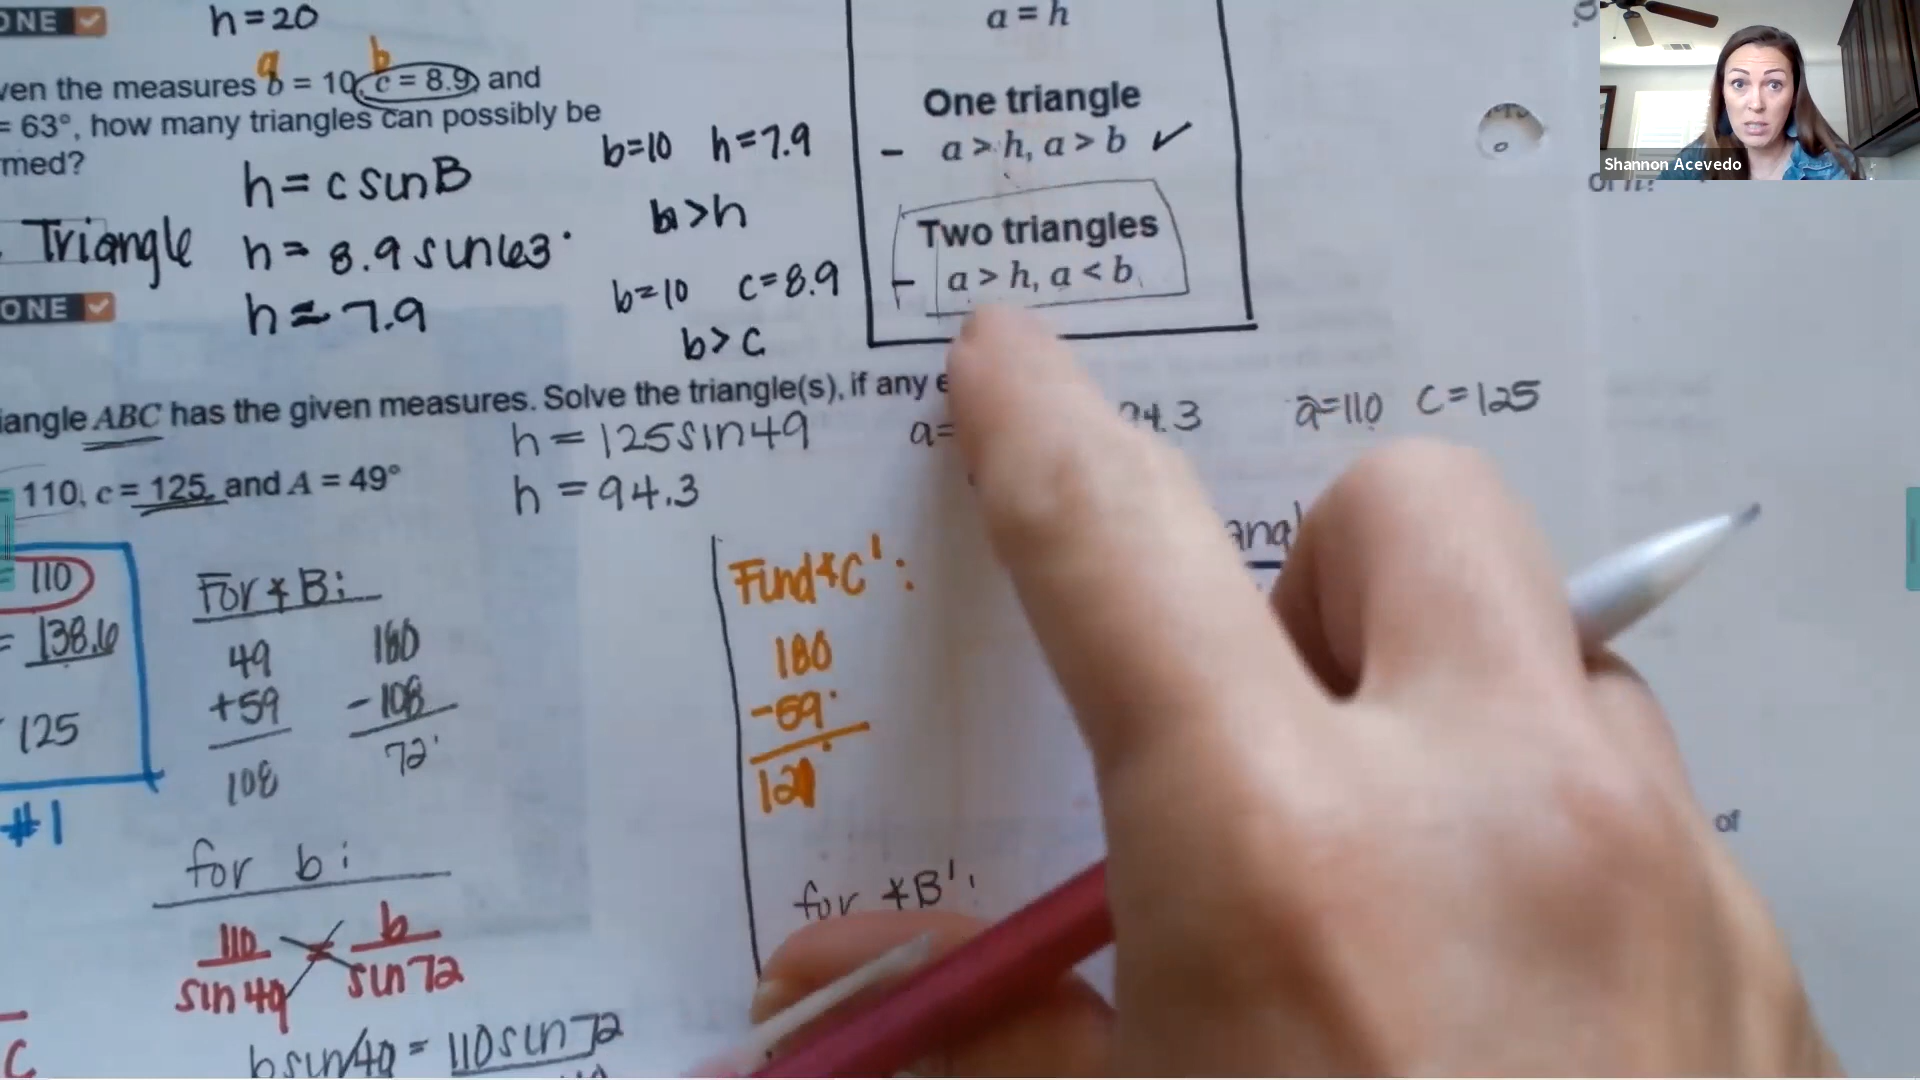 ONE
h=20
a = h
a b
ven the measures b = 10, c = 8.9, and
= 63°, how many triangles can possibly be
rmed?
h = c sin B
Triangle
h = 8.9 sin 63°
ONE
h ≈ 7.9
b=10 h=7.9
b>h
b=10 c=8.9
b>c
One triangle
- a > h, a > b ✓
Two triangles
- a > h, a < b
Shannon Acevedo
iangle ABC has the given measures. Solve the triangle(s), if any e
= 110, c = 125, and A = 49°
h = 125 sin 49
h = 94.3
a=
94.3
a=110 c=125
= 110
= 138.6
125
#1
For ∡B:
49
+59
108
180
-108
72°
for b:
110 = b
sin 49 sin 72
b sin 49 = 110 sin 72
Find ∡C':
180
-59°
121
for ∡B':
of
C